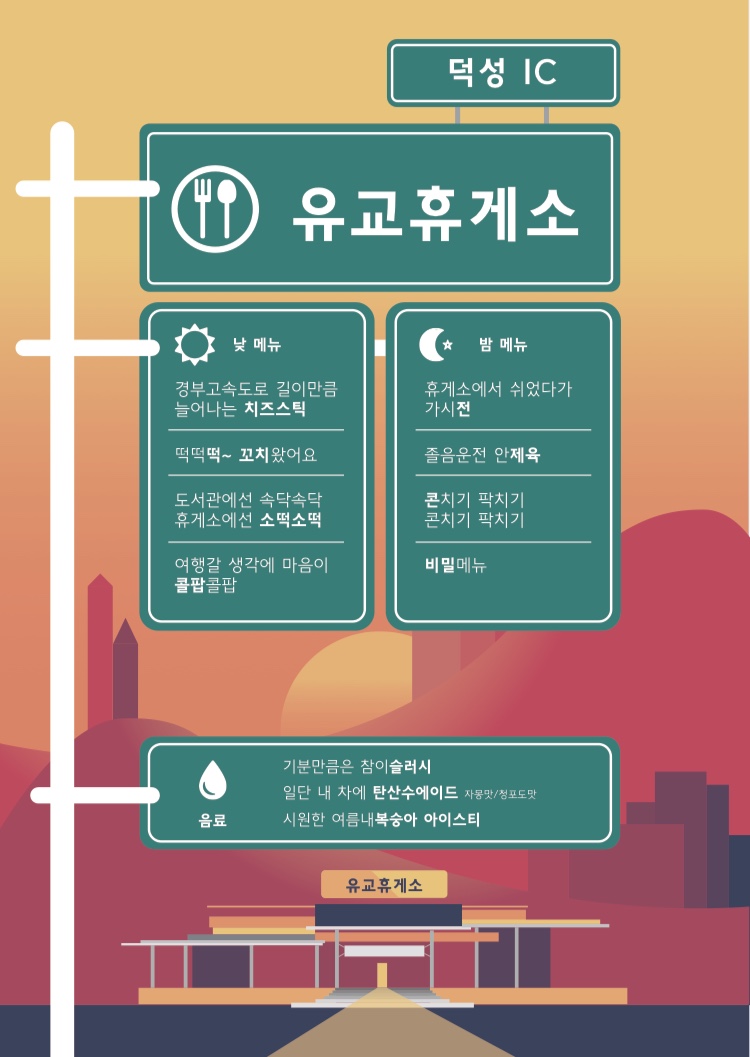 덕성 IC
유교휴게소
낮 메뉴
경부고속도로 길이만큼
늘어나는 치즈스틱
떡떡떡~ 꼬치왔어요
도서관에선 속닥속닥
휴게소에선 소떡소떡
여행갈 생각에 마음이
콜팝콜팝
밤 메뉴
휴게소에서 쉬었다가
가시전
졸음운전 안제육
콘치기 팍치기
콘치기 팍치기
비밀메뉴
음료
기분만큼은 참이슬러시
일단 내 차에 탄산수에이드 자몽맛/청포도맛
시원한 여름내복숭아 아이스티
유교휴게소